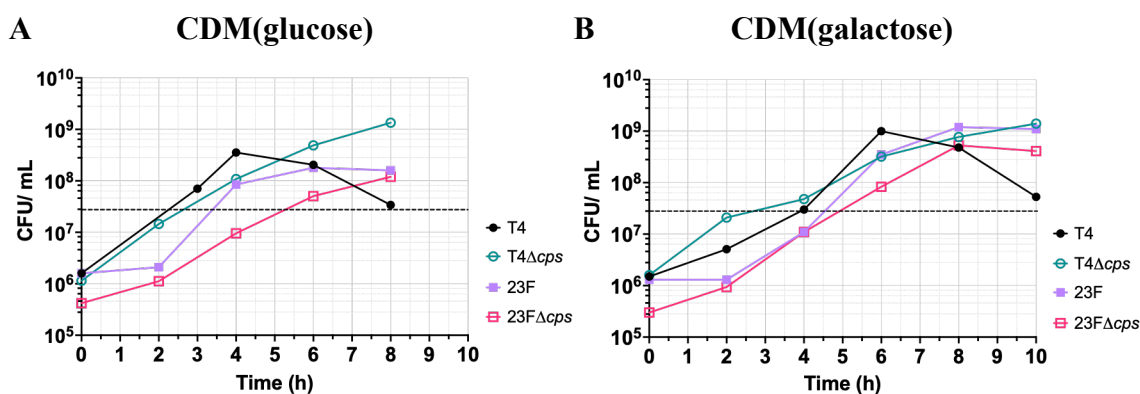 A CDM(glucose)
CFU/ mL
10^10
10^9
10^8
10^7
10^6
10^5
0 1 2 3 4 5 6 7 8 9 10
Time (h)
T4
T4Δcps
23F
23FΔcps
B CDM(galactose)
CFU/ mL
10^10
10^9
10^8
10^7
10^6
10^5
0 1 2 3 4 5 6 7 8 9 10
Time (h)
T4
T4Δcps
23F
23FΔcps